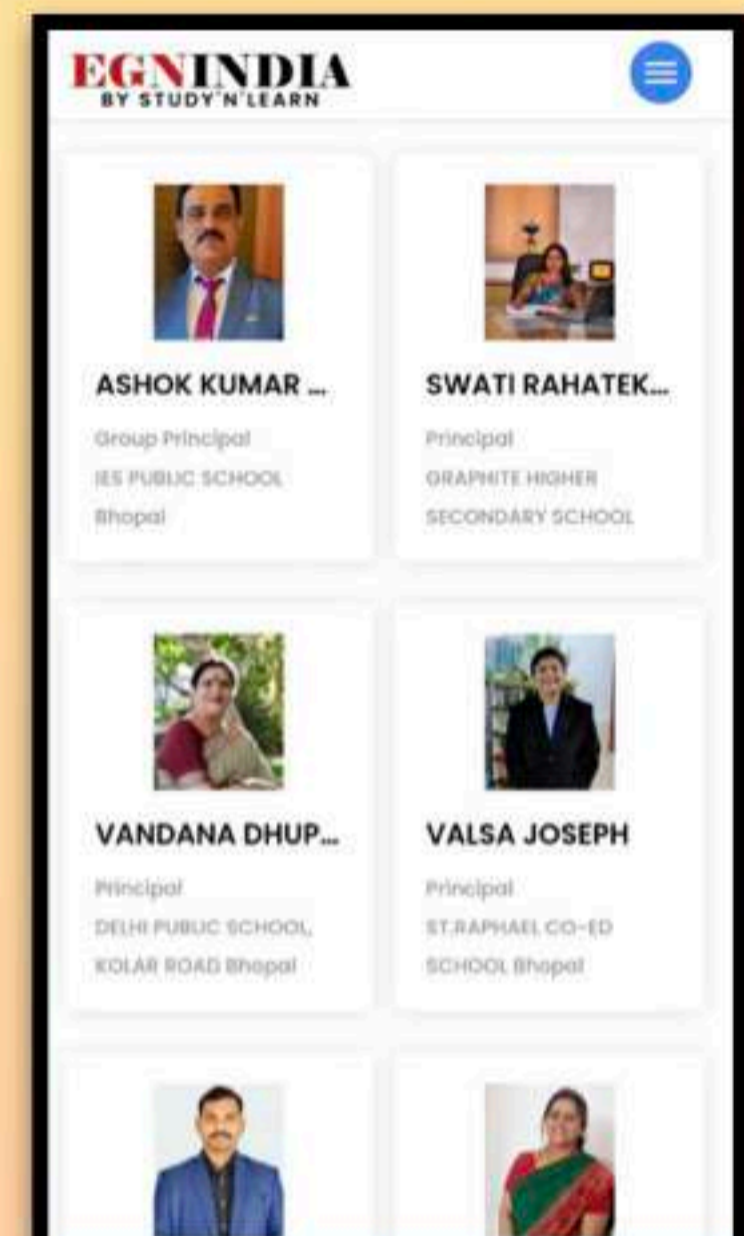 EGNINDIA
BY STUDY'N'LEARN
ASHOK KUMAR ...
Group Principal
IES PUBLIC SCHOOL
Bhopal
SWATI RAHATEK...
Principal
GRAPHITE HIGHER
SECONDARY SCHOOL
VANDANA DHUP...
Principal
DELHI PUBLIC SCHOOL,
KOLAR ROAD Bhopal
VALSA JOSEPH
Principal
ST.RAPHAEL CO-ED
SCHOOL Bhopal